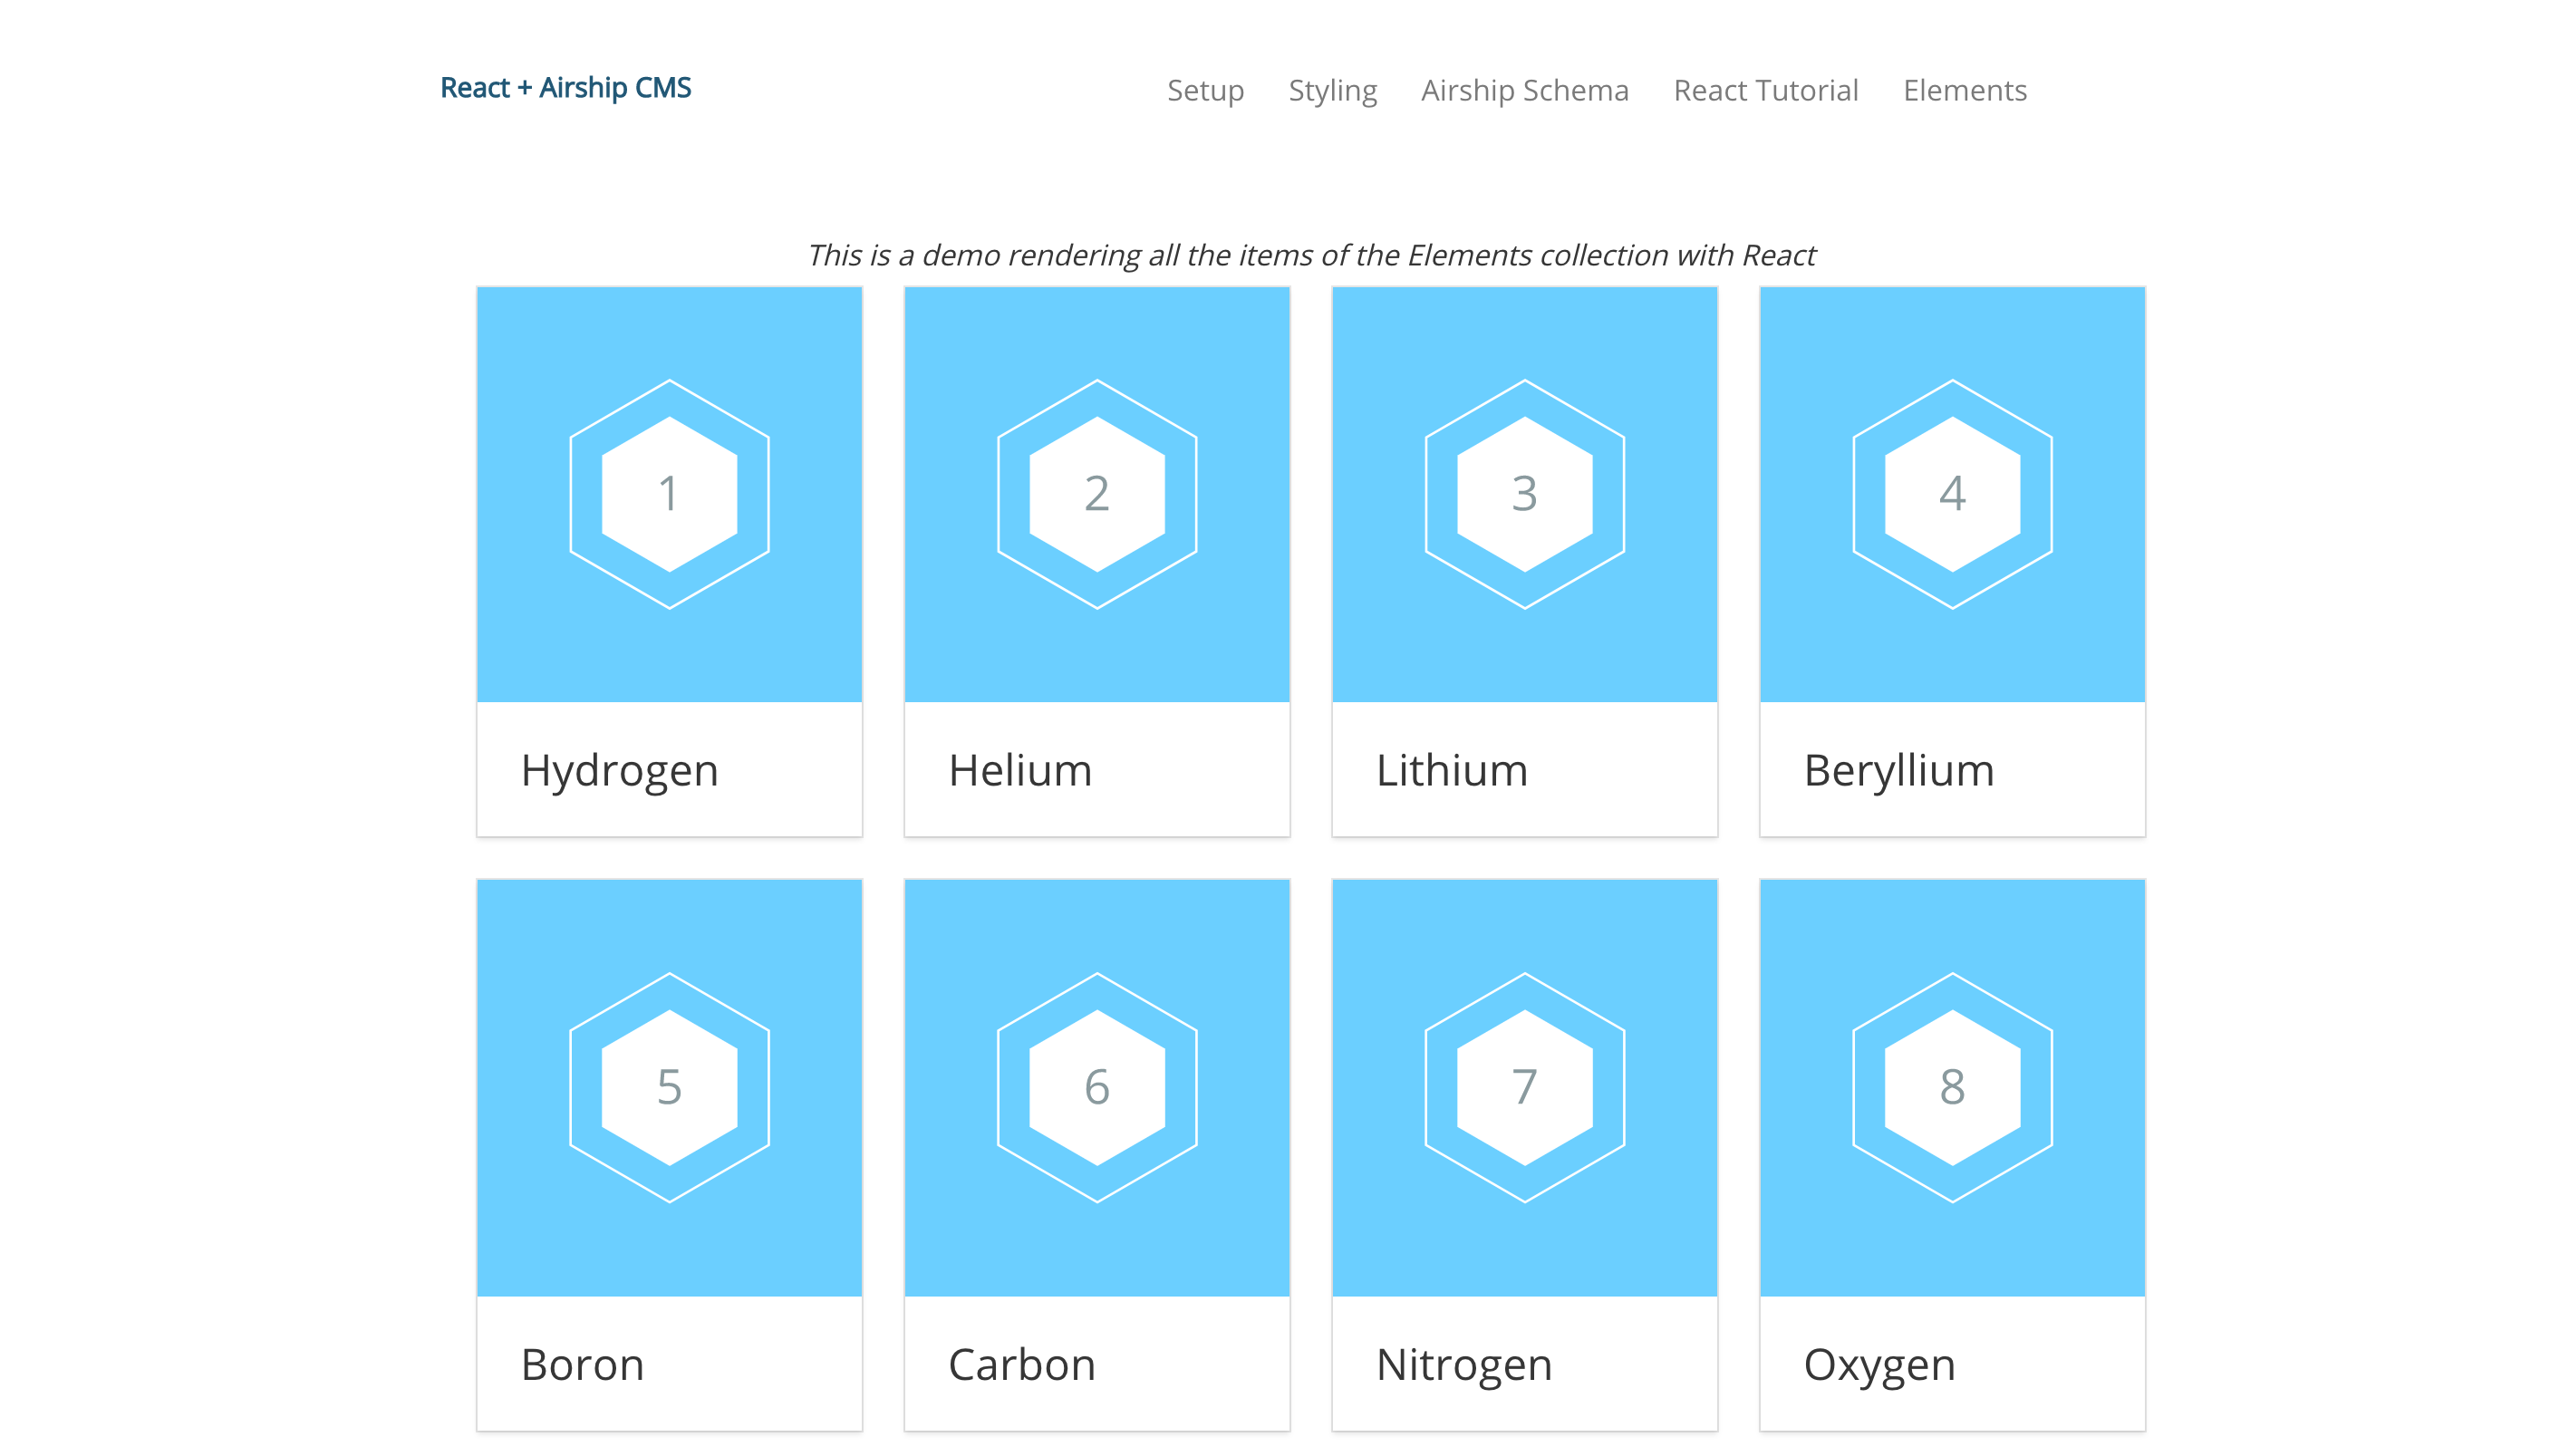 React + Airship CMS
Setup Styling Airship Schema React Tutorial Elements
This is a demo rendering all the items of the Elements collection with React
1 2 3 4
Hydrogen Helium Lithium Beryllium
5 6 7 8
Boron Carbon Nitrogen Oxygen